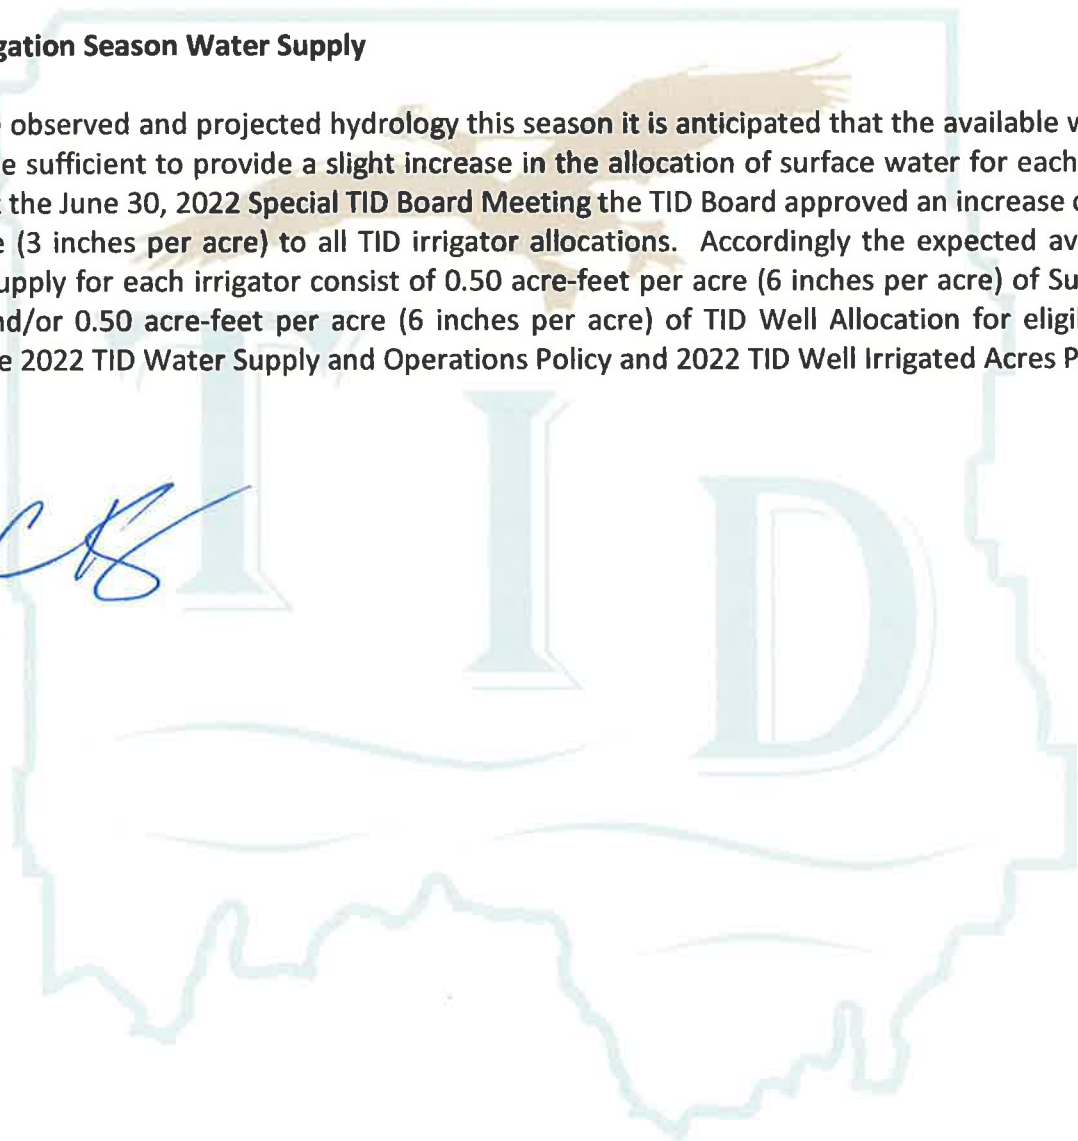 gation Season Water Supply
observed and projected hydrology this season it is anticipated that the available
e sufficient to provide a slight increase in the allocation of surface water for each
the June 30, 2022 Special TID Board Meeting the TID Board approved an increase
e (3 inches per acre) to all TID irrigator allocations. Accordingly the expected av
upply for each irrigator consist of 0.50 acre-feet per acre (6 inches per acre) of Su
nd/or 0.50 acre-feet per acre (6 inches per acre) of TID Well Allocation for eligi
e 2022 TID Water Supply and Operations Policy and 2022 TID Well Irrigated Acres P
TID